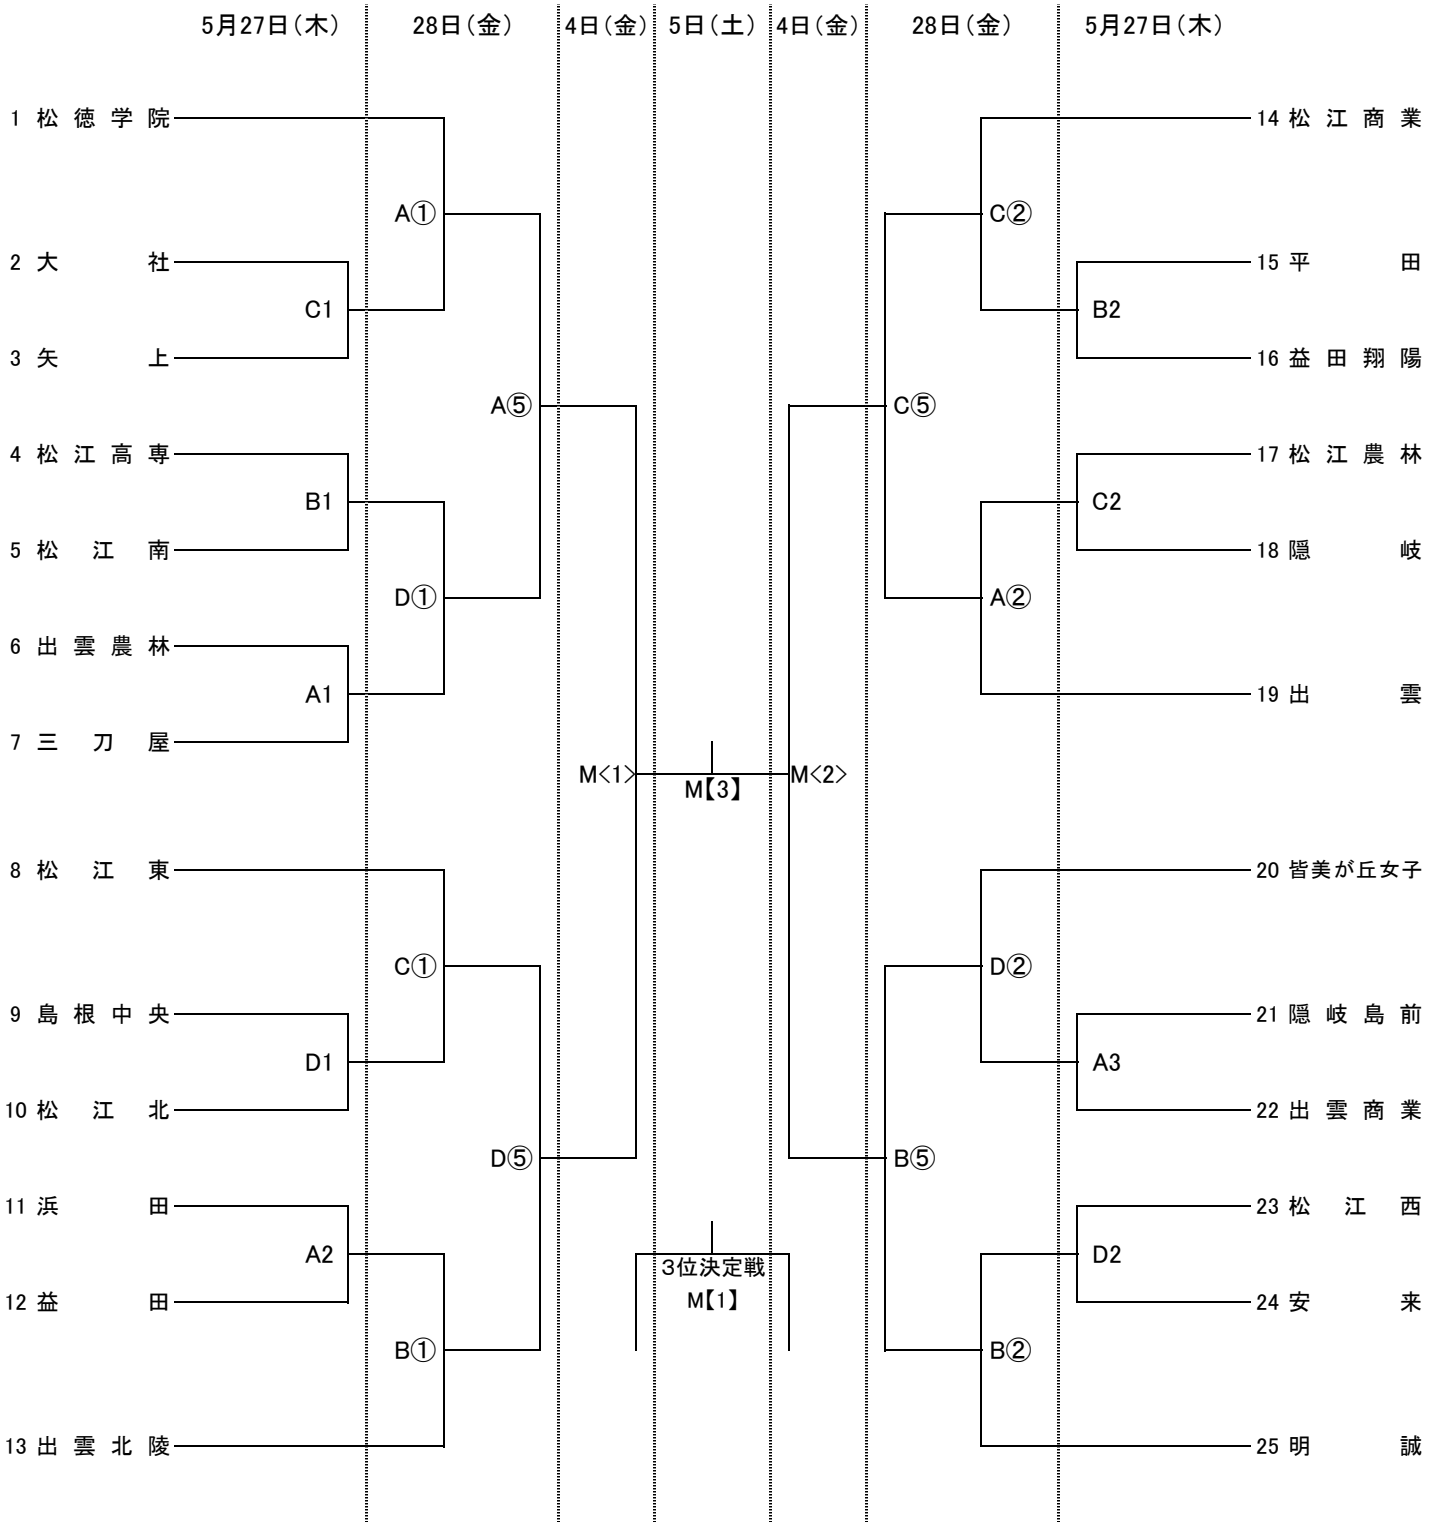 5月27日（木） 28日（金） 4日（金） 5日（土） 4日（金） 28日（金） 5月27日（木）
1 松徳学院 14 松江商業
A① C②
2 大社 15 平田
C1 B2
3 矢上 16 益田翔陽
A⑤ C⑤
4 松江高専 17 松江農林
B1 C2
5 松江南 18 隠岐
D① A②
6 出雲農林
A1 19 出雲
7 三刀屋
M<1> M【3】 M<2>
8 松江東 20 皆美が丘女子
C① D②
9 島根中央 21 隠岐島前
D1 A3
10 松江北 22 出雲商業
D⑤ B⑤
11 浜田 23 松江西
A2 D2
3位決定戦
12 益田 M【1】 24 安来
B① B②
13 出雲北陵 25 明誠